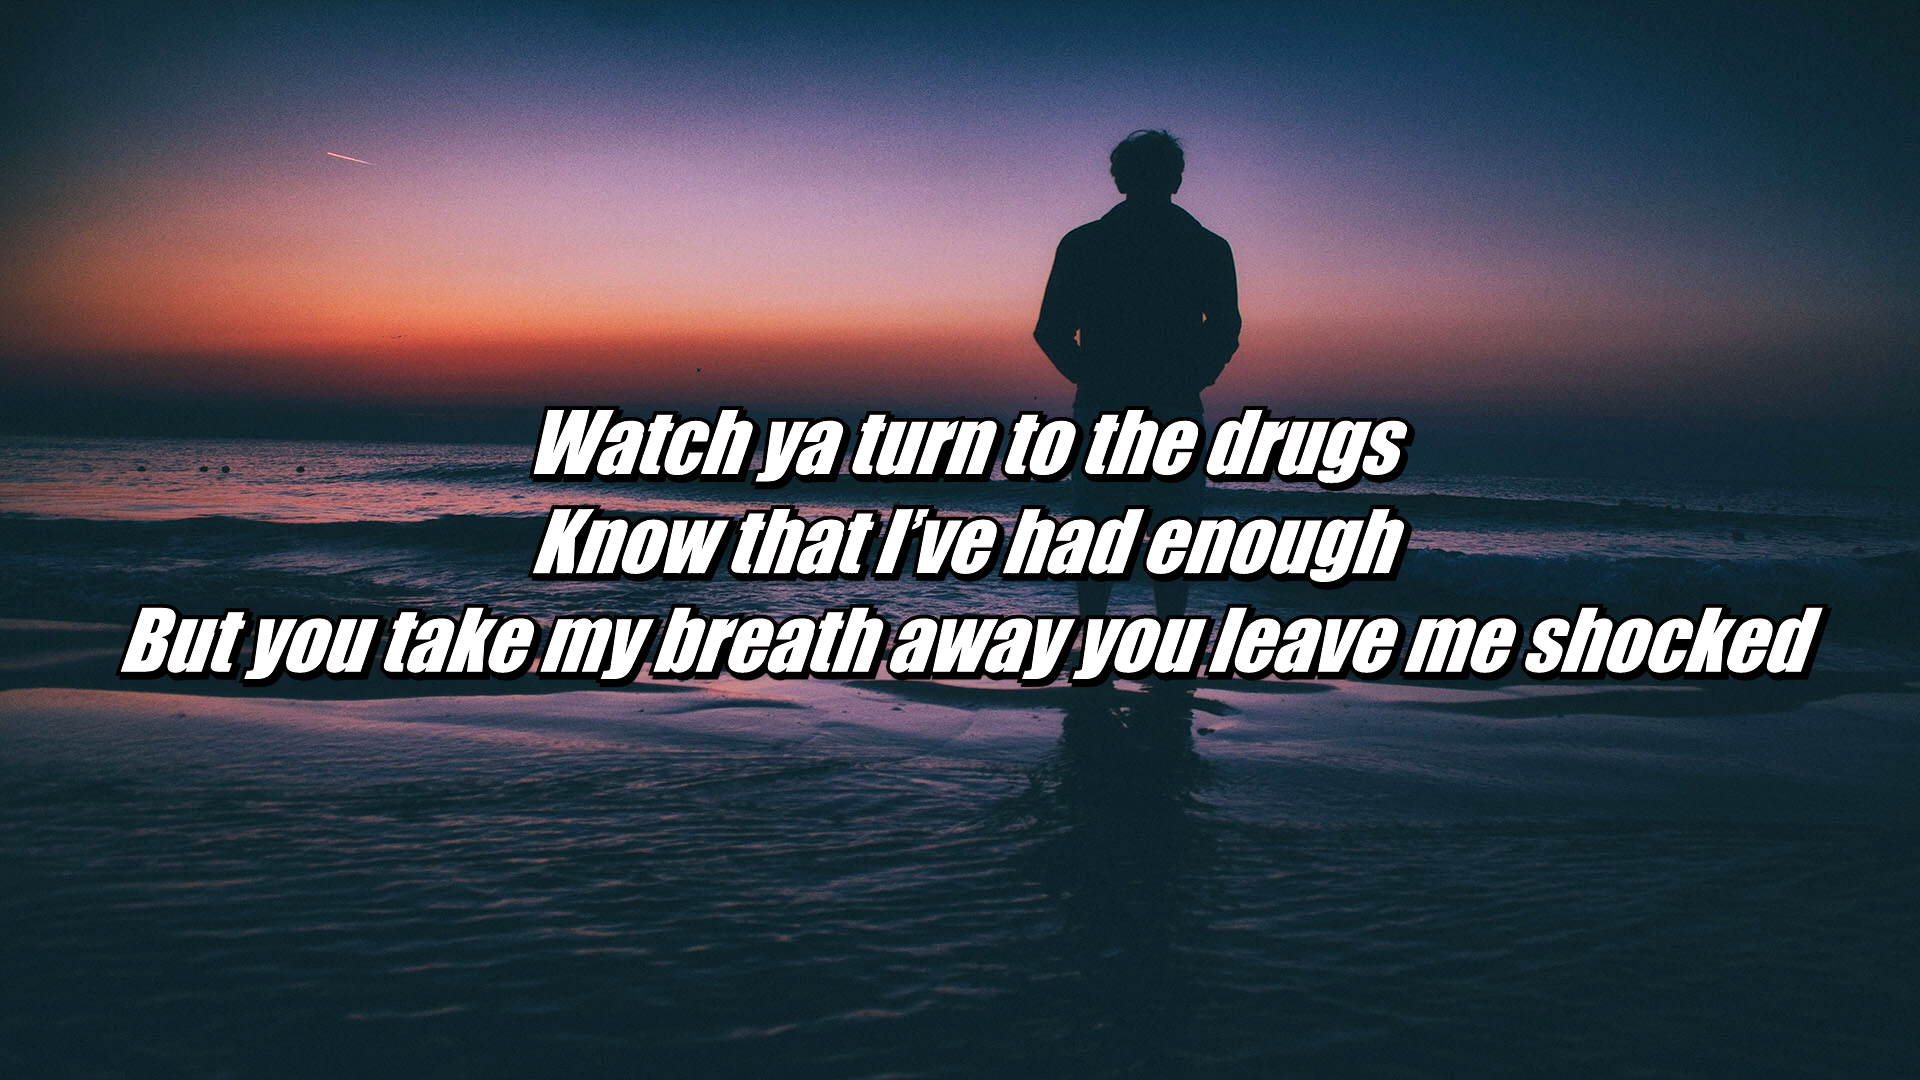 Watch ya turn to the drugs
Know that I’ve had enough
But you take my breath away you leave me shocked